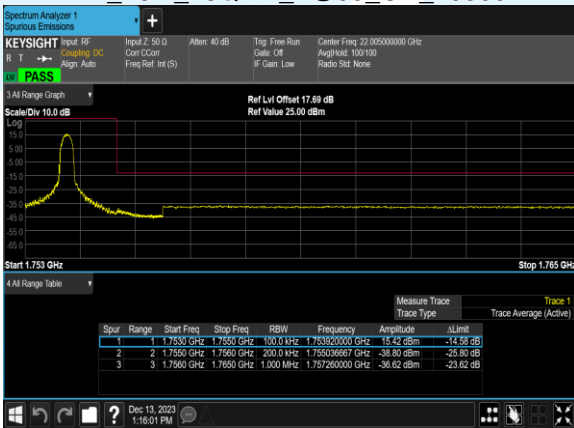 Spectrum Analyzer 1
Spurious Emissions
KEYSIGHT
R T
LW PASS
Input: RF
Coupling: DC
Align: Auto
Input Z: 50 Ω
Corr CCorr
Freq Ref: Int (S)
Atten: 40 dB
Trig: Free Run
Gate: Off
IF Gain: Low
Center Freq: 22.005000000 GHz
Avg|Hold: 100/100
Radio Std: None
3 All Range Graph
Scale/Div 10.0 dB
Ref Lvl Offset 17.69 dB
Ref Value 25.00 dBm
Log
15.0
5.00
-5.00
-15.0
-25.0
-35.0
-45.0
-55.0
-65.0
Start 1.753 GHz
Stop 1.765 GHz
4 All Range Table
Measure Trace Trace 1
Trace Type Trace Average (Active)
Spur Range Start Freq Stop Freq RBW Frequency Amplitude ΔLimit
1 1 1.7530 GHz 1.7550 GHz 100.0 kHz 1.753920000 GHz 15.42 dBm -14.58 dB
2 2 1.7550 GHz 1.7560 GHz 200.0 kHz 1.755036667 GHz -38.80 dBm -25.80 dB
3 3 1.7560 GHz 1.7650 GHz 1.000 MHz 1.757260000 GHz -36.62 dBm -23.62 dB
Dec 13, 2023
1:16:01 PM